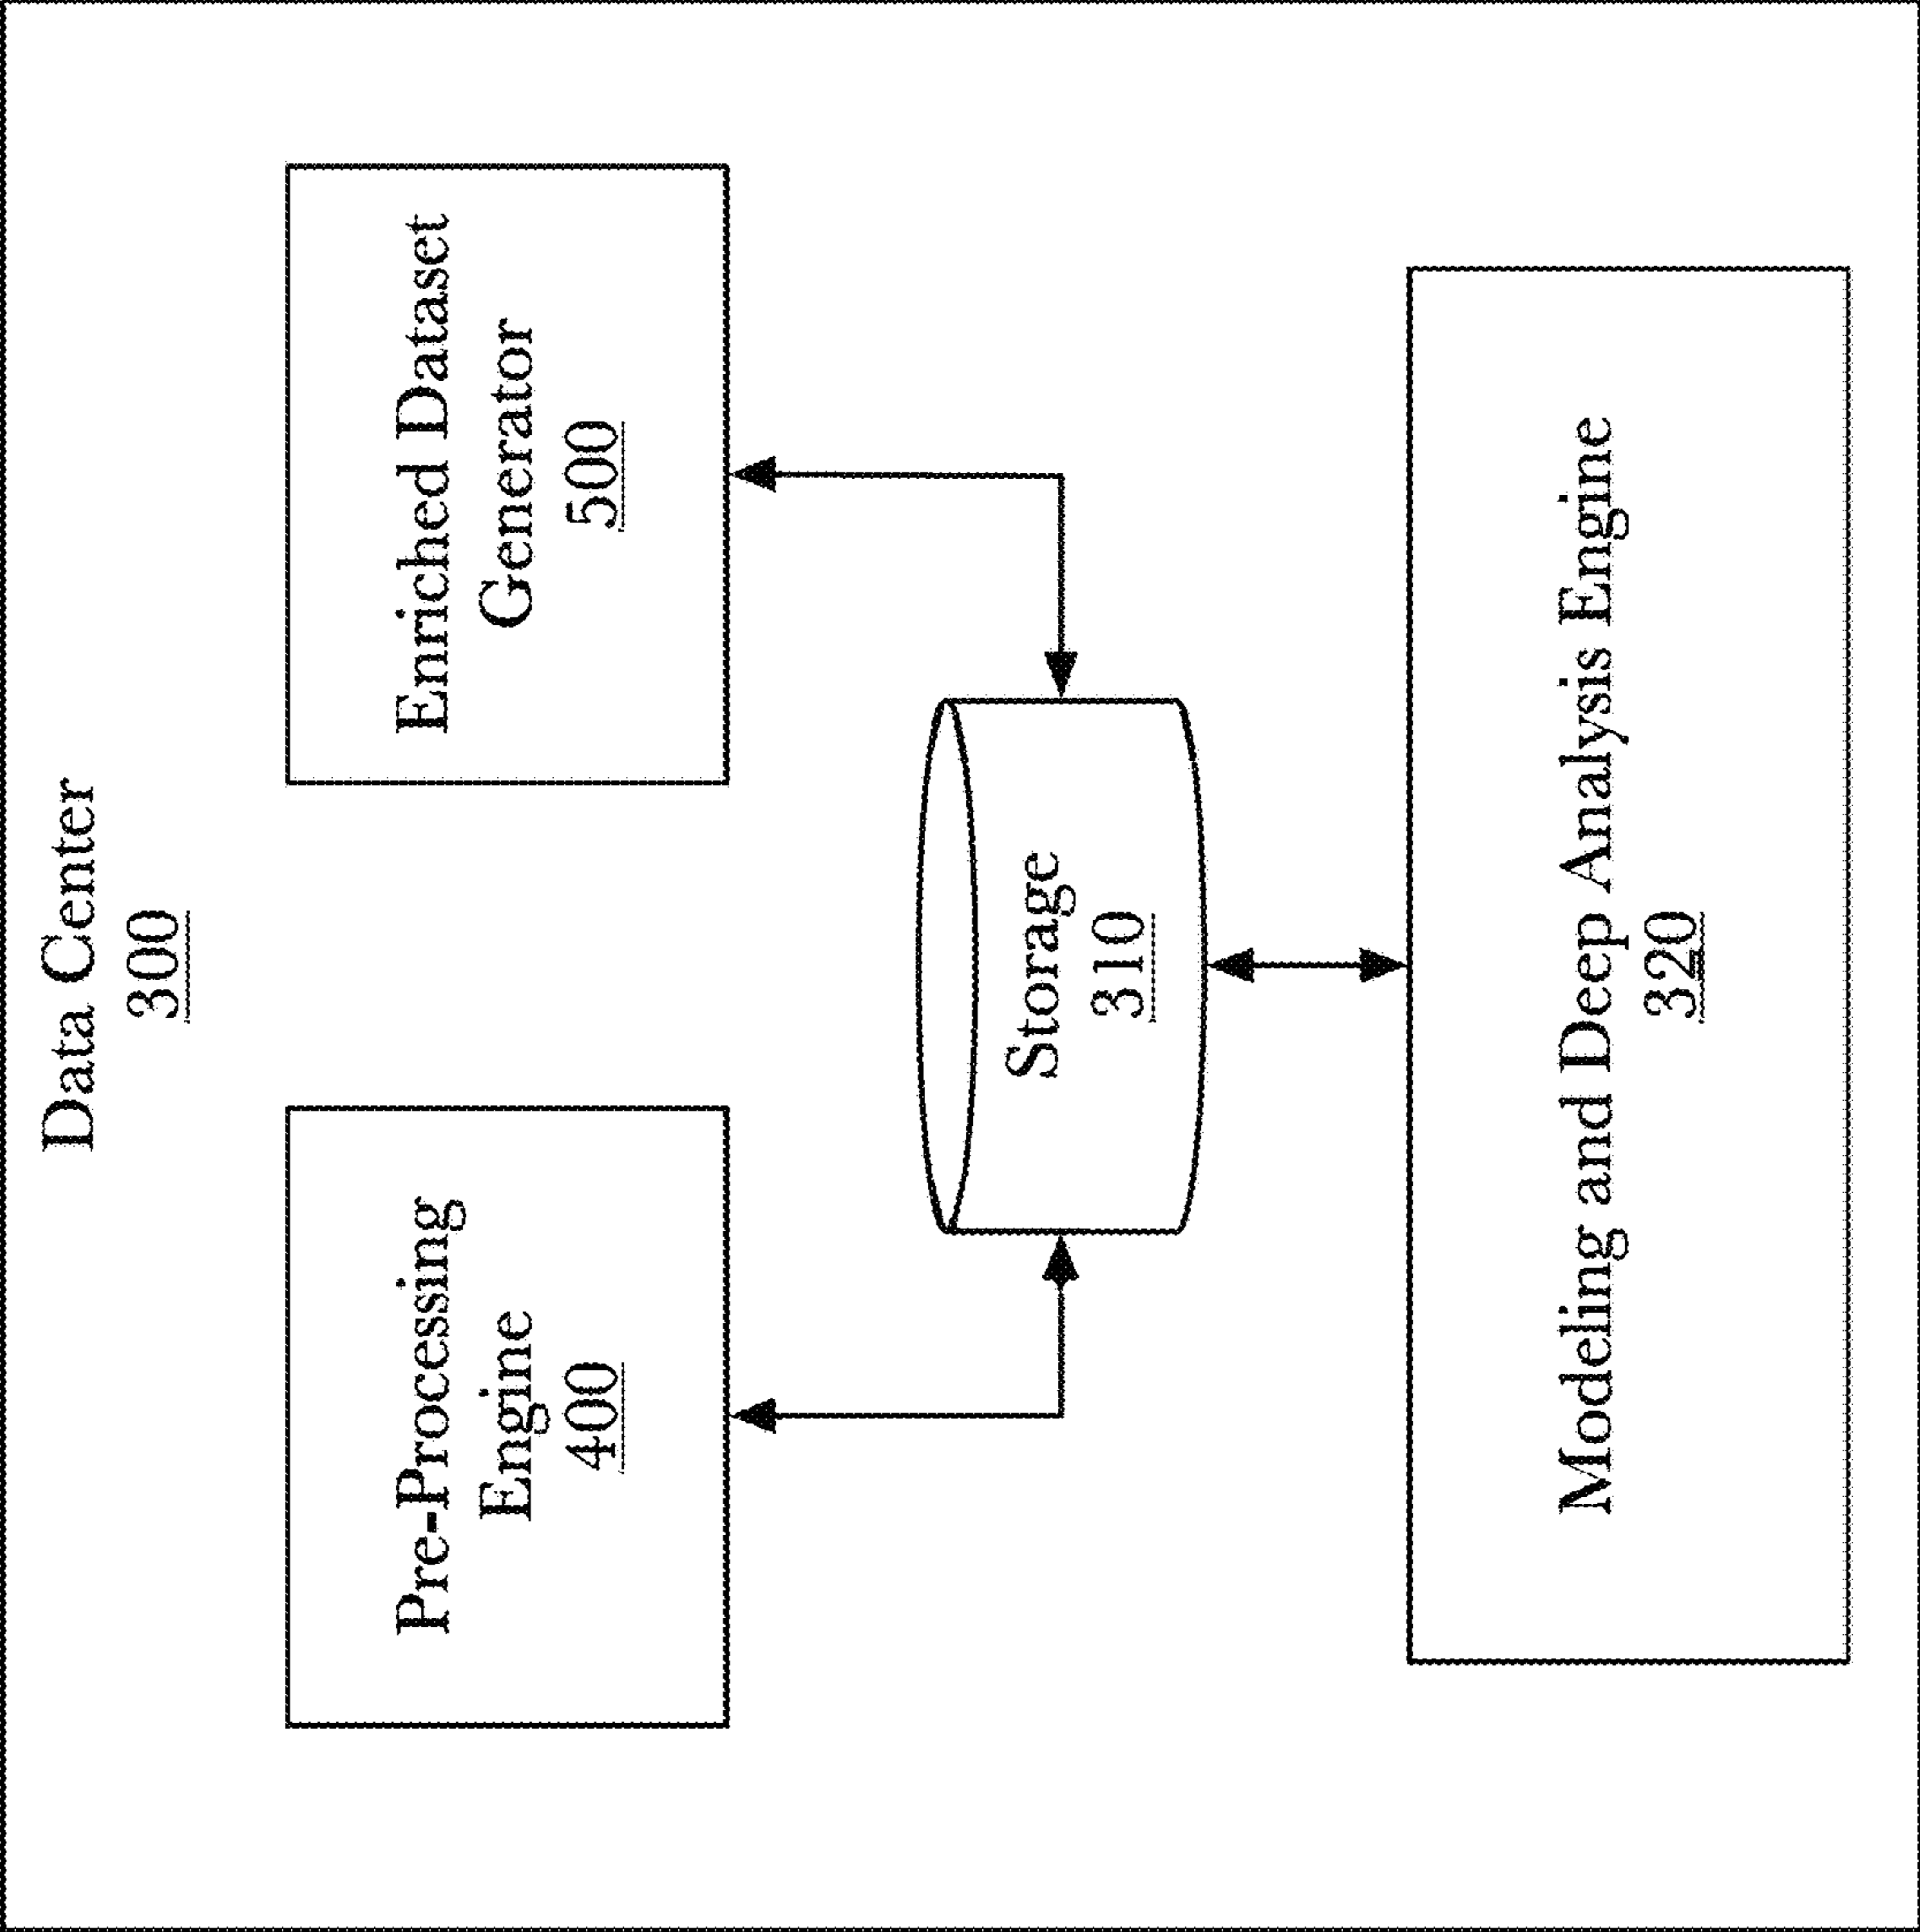 Data Center
300
Pre-Processing
Engine
400
Enriched Dataset
Generator
500
Storage
310
Modeling and Deep Analysis Engine
320